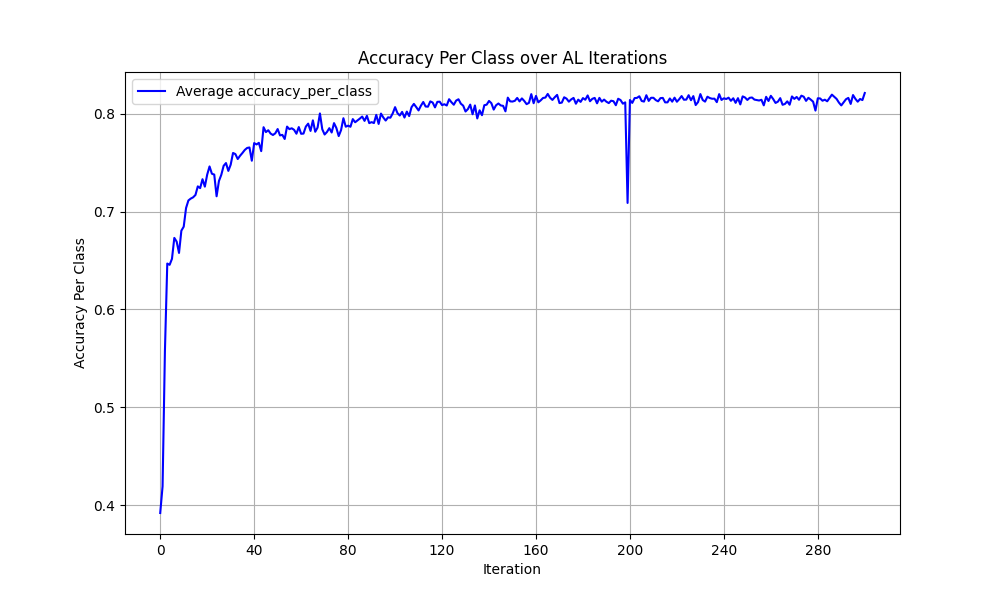 Accuracy Per Class over AL Iterations
Average accuracy_per_class
Accuracy Per Class
0.8
0.7
0.6
0.5
0.4
0 40 80 120 160 200 240 280
Iteration